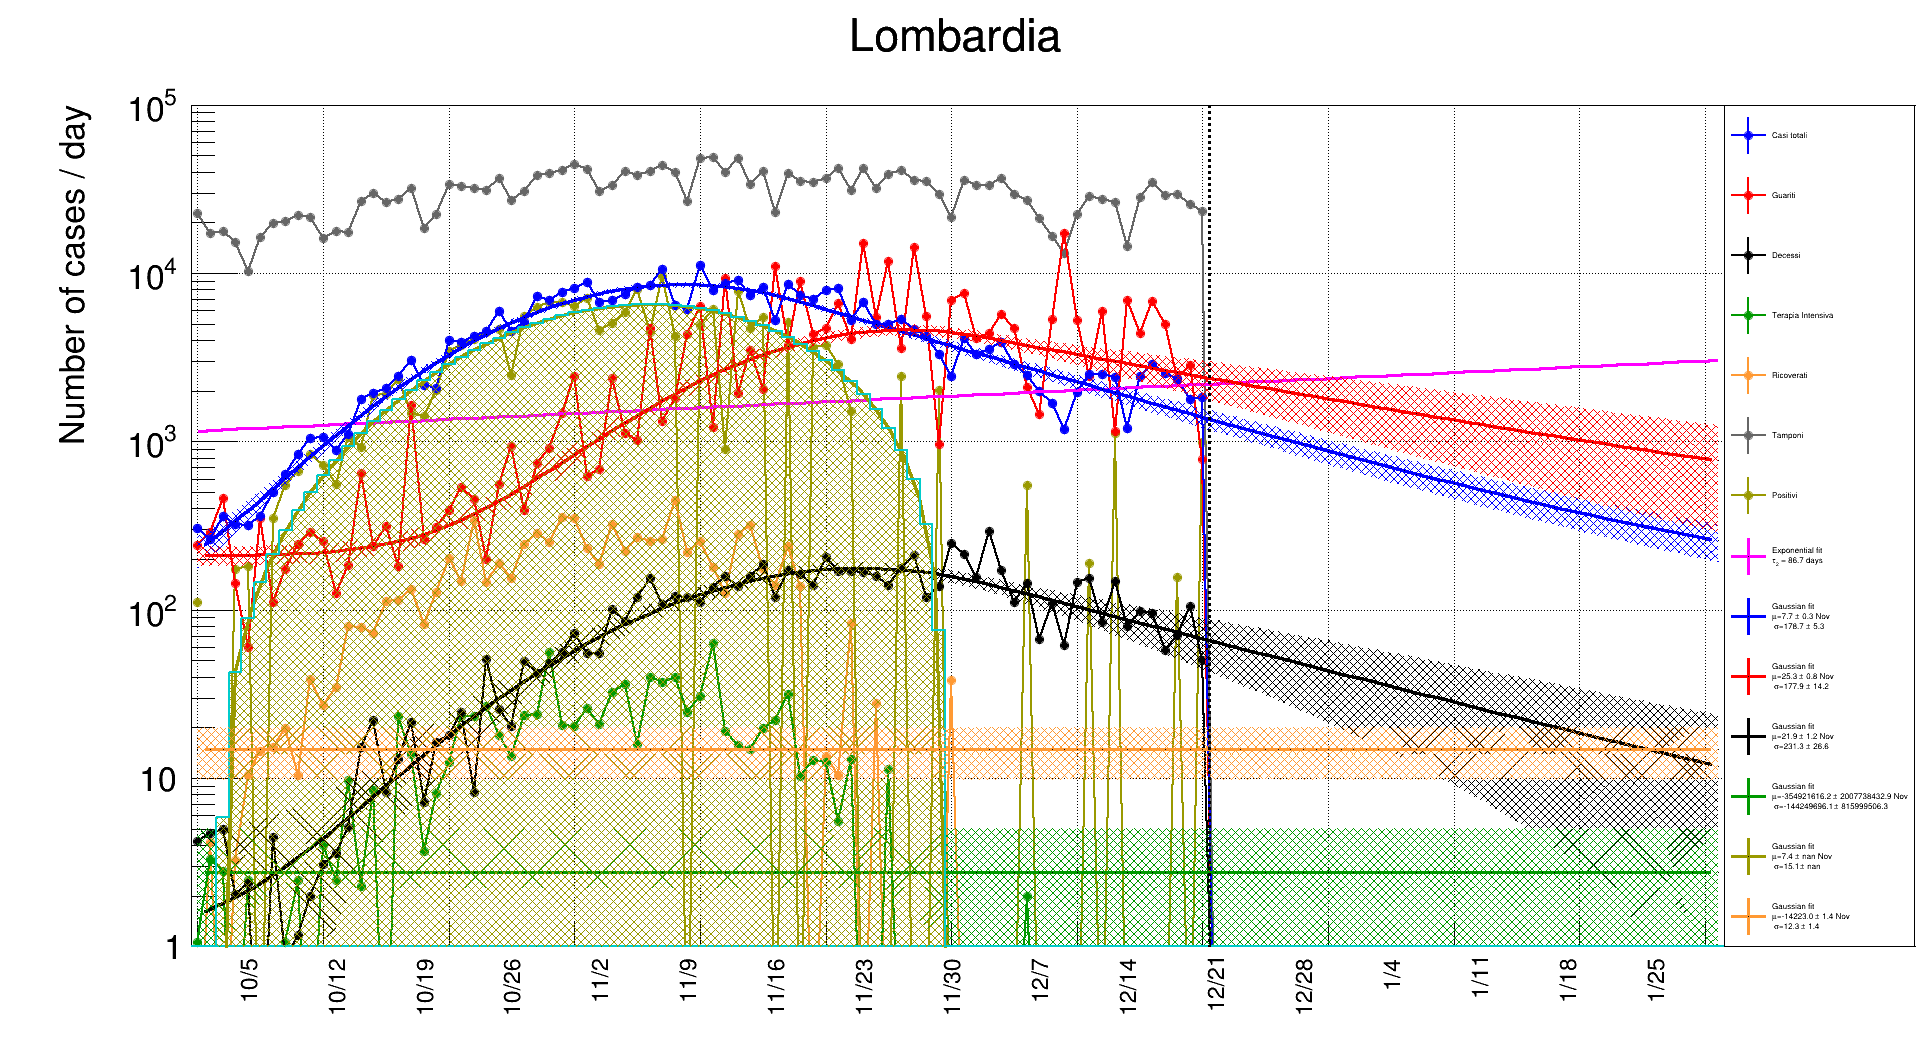 Lombardia
Number of cases / day
10^5
10^4
10^3
10^2
10
1
10/5
10/12
10/19
10/26
11/2
11/9
11/16
11/23
11/30
12/7
12/14
12/21
12/28
1/4
1/11
1/18
1/25
Casi totali
Guariti
Decessi
Terapia Intensiva
Ricoverati
Tamponi
Positivi
Exponential fit
τ₂ = 86.7 days
Gaussian fit
μ=7.7 ± 0.3 Nov
σ=178.7 ± 5.3
Gaussian fit
μ=25.3 ± 0.8 Nov
σ=177.9 ± 14.2
Gaussian fit
μ=21.9 ± 1.2 Nov
σ=231.3 ± 26.6
Gaussian fit
μ=-354921616.2 ± 2007738432.9 Nov
σ=-144249696.1 ± 815999506.3
Gaussian fit
μ=7.4 ± nan Nov
σ=15.1 ± nan
Gaussian fit
μ=-14223.0 ± 1.4 Nov
σ=12.3 ± 1.4